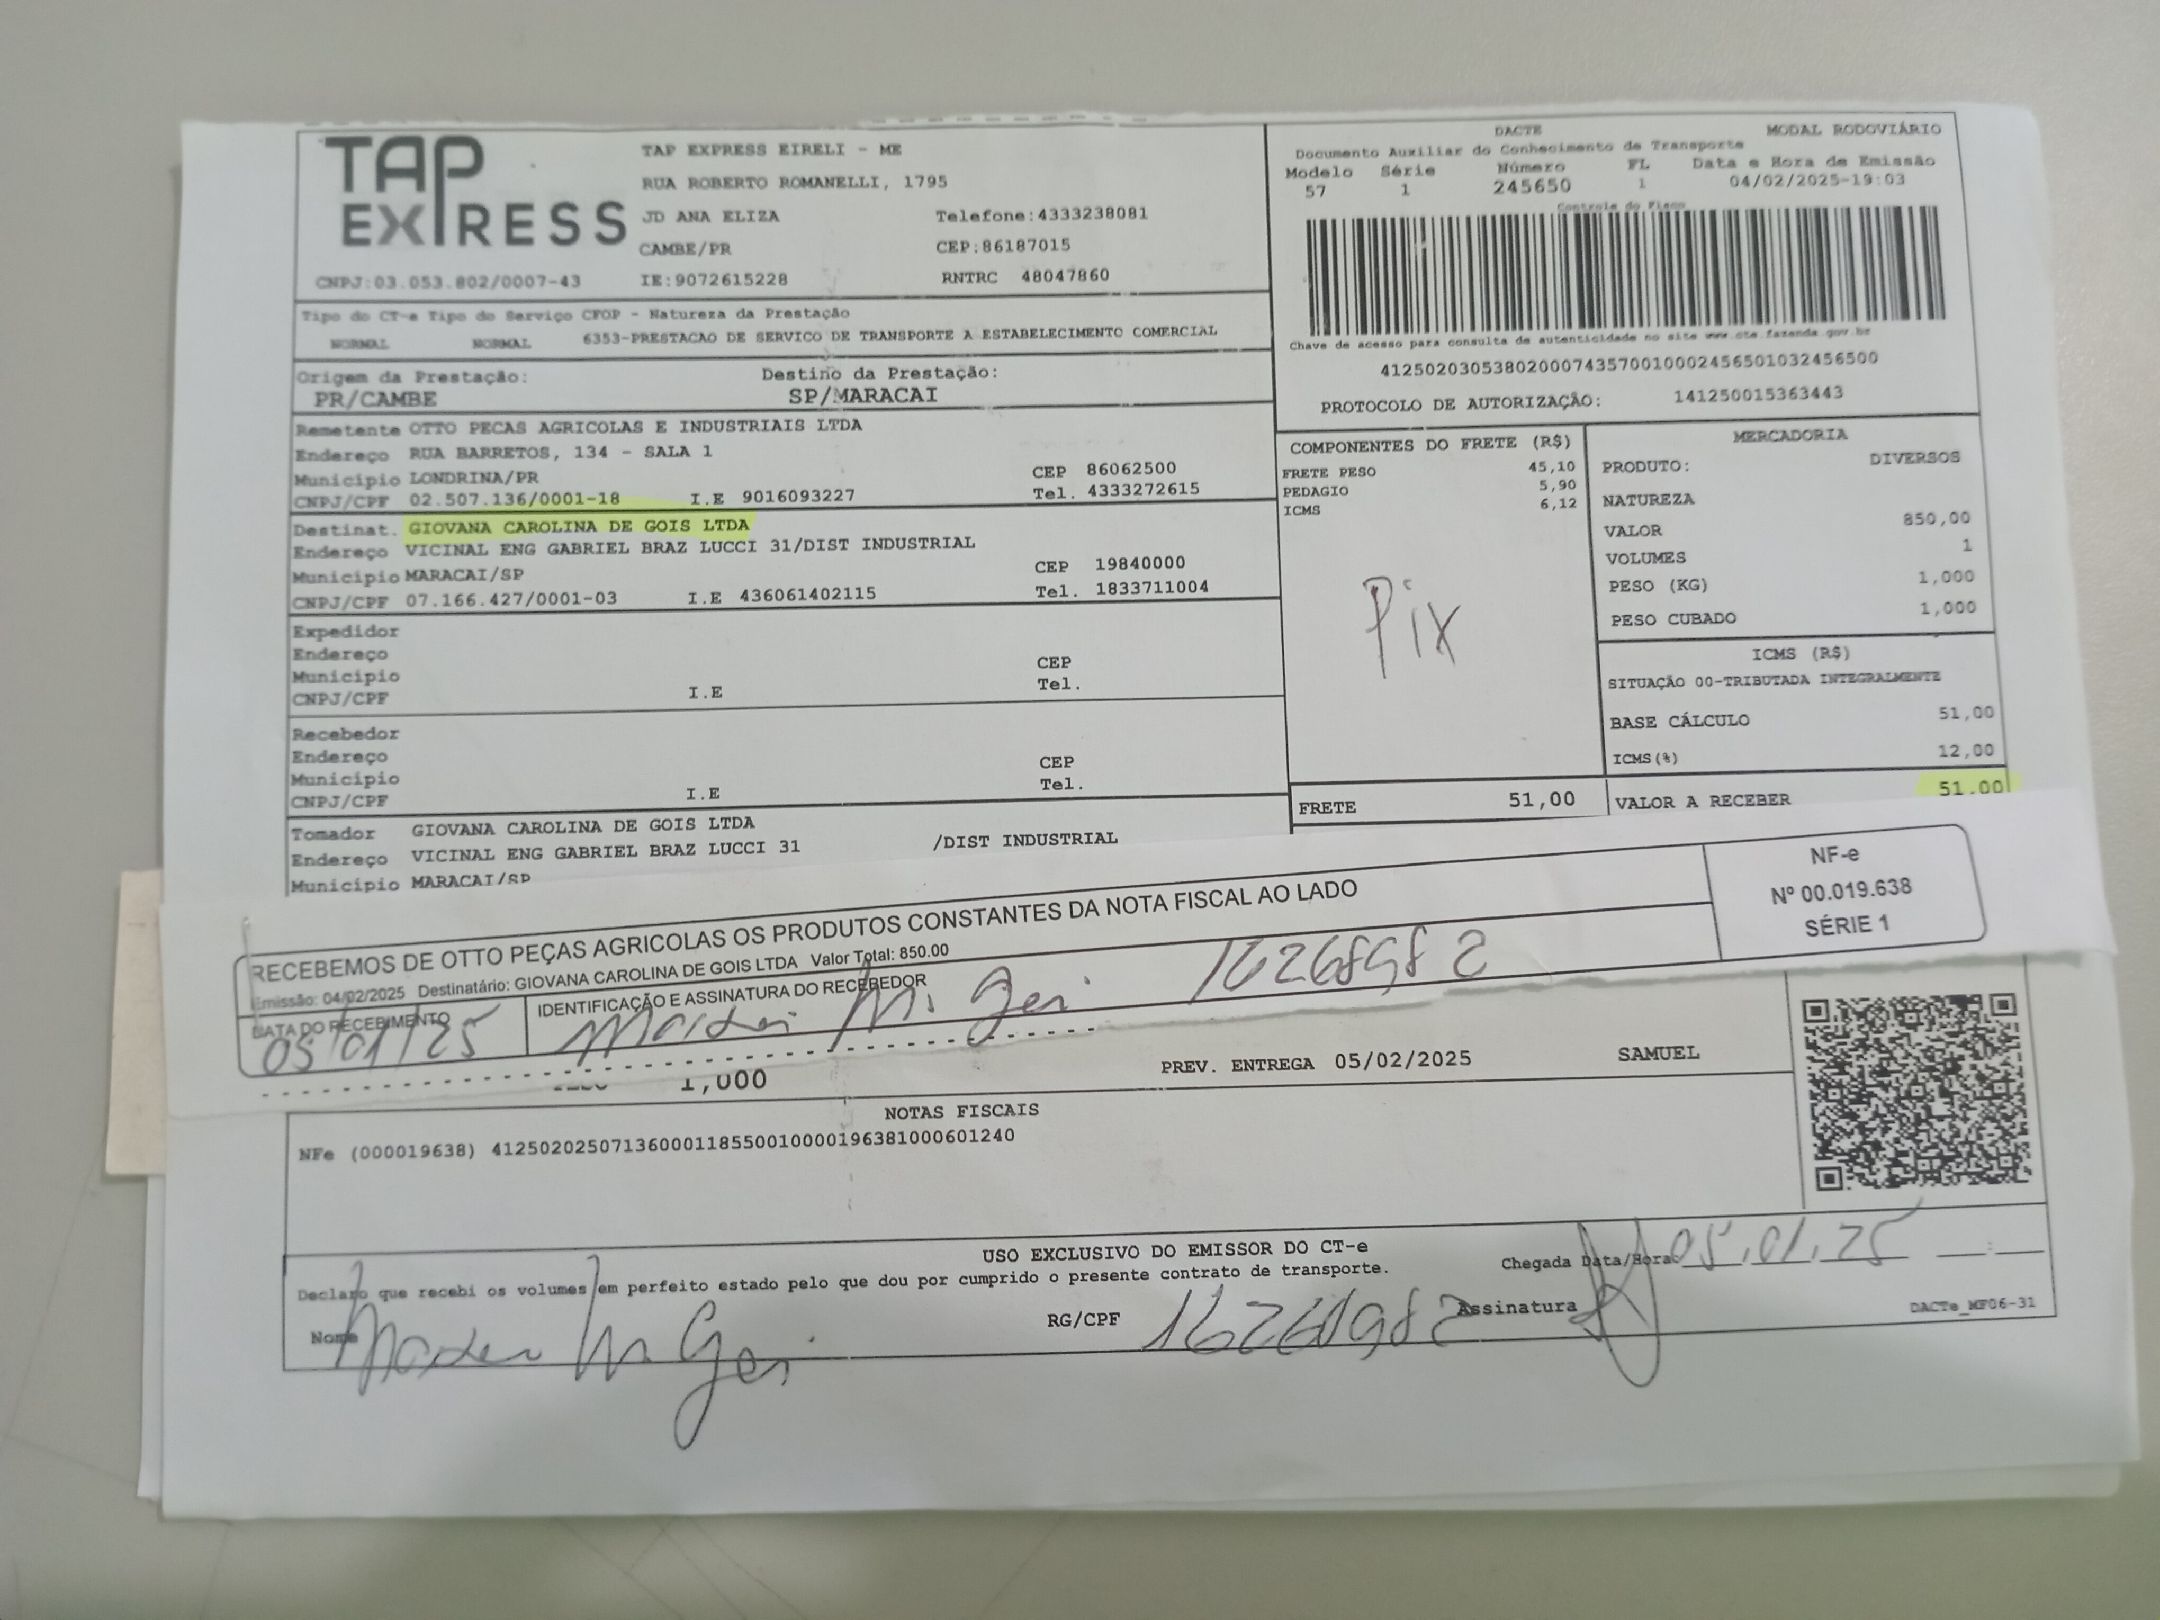 TAP EXPRESS
TAP EXPRESS EIRELI - ME
RUA ROBERTO ROMANELLI, 1795
JD ANA ELIZA Telefone:4333238081
CAMBE/PR CEP:86187015
CNPJ:03.053.802/0007-43 IE:9072615228 RNTRC 48047860
DACTE MODAL RODOVIÁRIO
Documento Auxiliar do Conhecimento de Transporte
Modelo Série Número FL Data e Hora de Emissão
57 1 245650 1 04/02/2025-19:03
Controle do Fisco
Chave de acesso para consulta de autenticidade no site www.cte.fazenda.gov.br
41250203053802000743570010002456501032456500
PROTOCOLO DE AUTORIZAÇÃO: 141250015363443
Tipo do CT-e Tipo do Serviço CFOP - Natureza da Prestação
NORMAL NORMAL 6353-PRESTACAO DE SERVICO DE TRANSPORTE A ESTABELECIMENTO COMERCIAL
Origem da Prestação: Destino da Prestação:
PR/CAMBE SP/MARACAI
Remetente OTTO PECAS AGRICOLAS E INDUSTRIAIS LTDA
Endereço RUA BARRETOS, 134 - SALA 1
Município LONDRINA/PR CEP 86062500
CNPJ/CPF 02.507.136/0001-18 I.E 9016093227 Tel. 4333272615
Destinat. GIOVANA CAROLINA DE GOIS LTDA
Endereço VICINAL ENG GABRIEL BRAZ LUCCI 31/DIST INDUSTRIAL
Município MARACAI/SP CEP 19840000
CNPJ/CPF 07.166.427/0001-03 I.E 436061402115 Tel. 1833711004
Expedidor
Endereço
Município CEP
CNPJ/CPF I.E Tel.
Recebedor
Endereço
Município CEP
CNPJ/CPF I.E Tel.
Tomador GIOVANA CAROLINA DE GOIS LTDA
Endereço VICINAL ENG GABRIEL BRAZ LUCCI 31 /DIST INDUSTRIAL
Município MARACAI/SP
COMPONENTES DO FRETE (R$)
FRETE PESO 45,10
PEDAGIO 5,90
ICMS 6,12
Pix
FRETE 51,00
MERCADORIA
PRODUTO: DIVERSOS
NATUREZA
VALOR 850,00
VOLUMES 1
PESO (KG) 1,000
PESO CUBADO 1,000
ICMS (R$)
SITUAÇÃO 00-TRIBUTADA INTEGRALMENTE
BASE CÁLCULO 51,00
ICMS(%) 12,00
VALOR A RECEBER 51,00
RECEBEMOS DE OTTO PEÇAS AGRICOLAS OS PRODUTOS CONSTANTES DA NOTA FISCAL AO LADO
Emissão: 04/02/2025 Destinatário: GIOVANA CAROLINA DE GOIS LTDA Valor Total: 850.00
DATA DO RECEBIMENTO IDENTIFICAÇÃO E ASSINATURA DO RECEBEDOR
05/01/25
NF-e
Nº 00.019.638
SÉRIE 1
1,000 PREV. ENTREGA 05/02/2025 SAMUEL
NOTAS FISCAIS
NFe (000019638) 41250202507136000118550010000196381000601240
USO EXCLUSIVO DO EMISSOR DO CT-e
Declaro que recebi os volumes em perfeito estado pelo que dou por cumprido o presente contrato de transporte.
Chegada Data/Hora: 05.01.25 __:__
Nome RG/CPF Assinatura DACTe_MF06-31